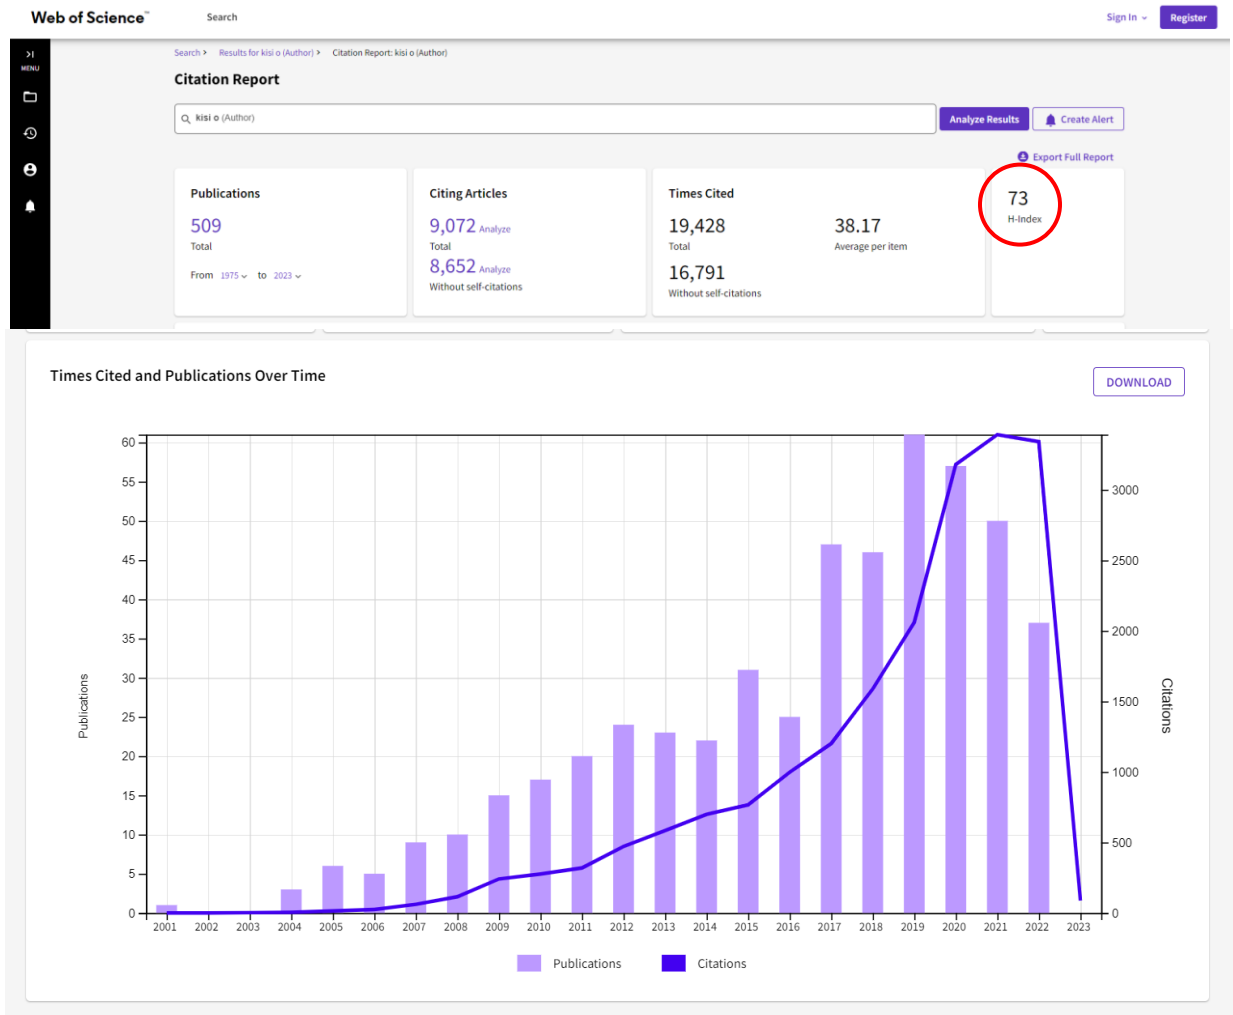 Web of Science™ Search Sign In Register
MENU
Search > Results for kisi o (Author) > Citation Report: kisi o (Author)
Citation Report
kisi o (Author) Analyze Results Create Alert
Export Full Report
Publications
509
Total
From 1975 to 2023
Citing Articles
9,072 Analyze
Total
8,652 Analyze
Without self-citations
Times Cited
19,428
Total
16,791
Without self-citations
38.17
Average per item
73
H-Index
Times Cited and Publications Over Time
DOWNLOAD
Publications
60
55
50
45
40
35
30
25
20
15
10
5
0
3000
2500
2000
1500
1000
500
0
Citations
2001 2002 2003 2004 2005 2006 2007 2008 2009 2010 2011 2012 2013 2014 2015 2016 2017 2018 2019 2020 2021 2022 2023
Publications Citations